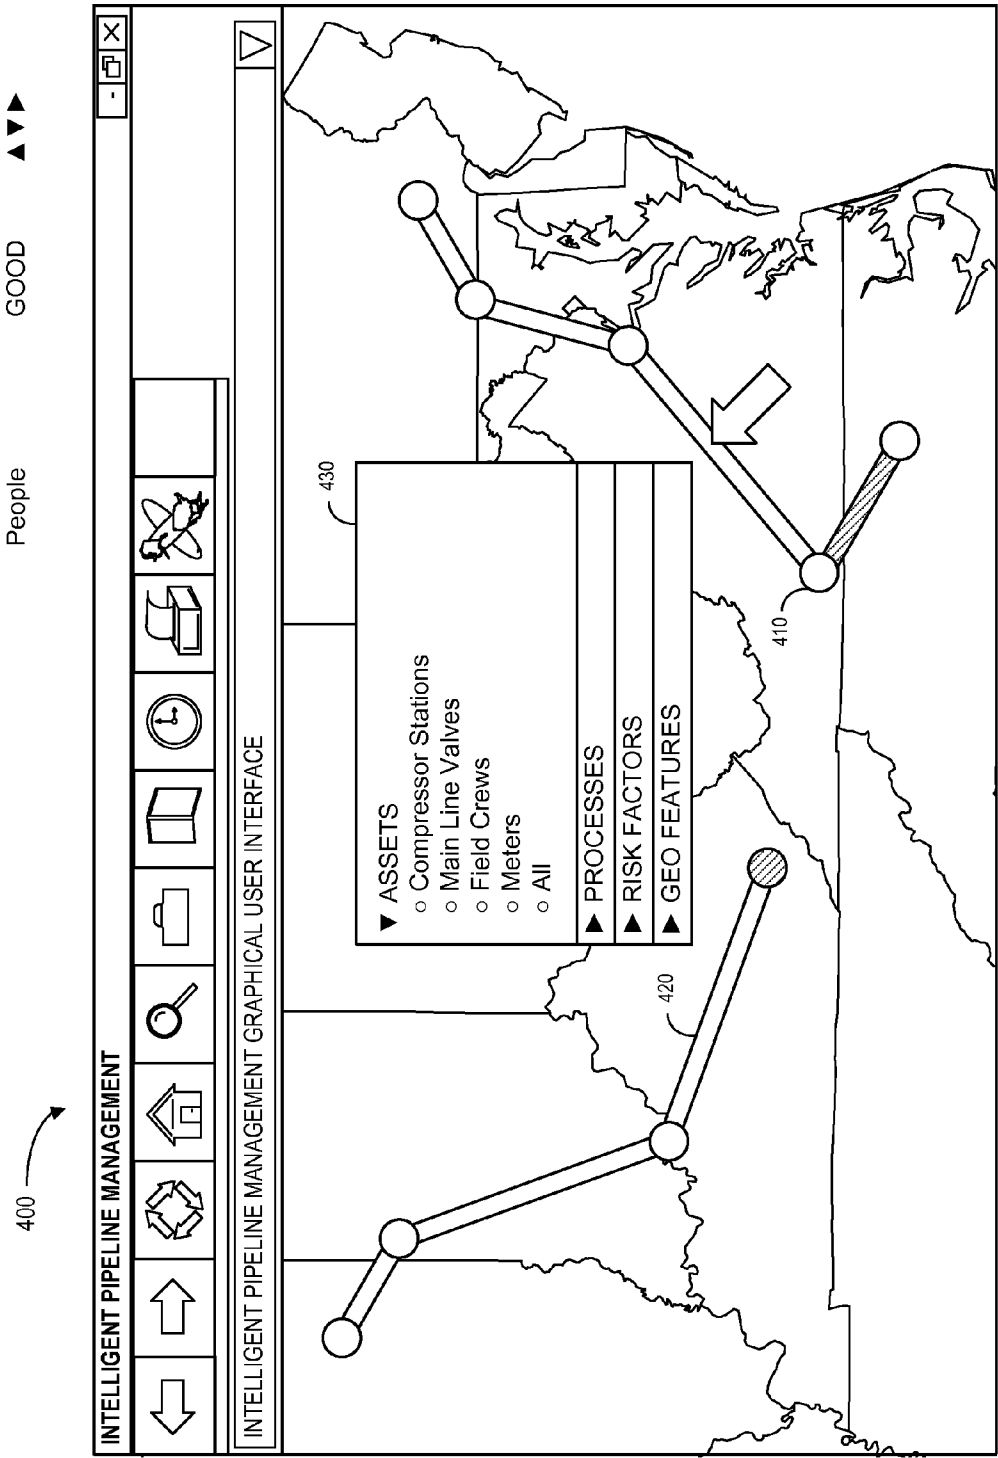 People GOOD ▲ ▼ ▶
400
INTELLIGENT PIPELINE MANAGEMENT
INTELLIGENT PIPELINE MANAGEMENT GRAPHICAL USER INTERFACE
430
▼ ASSETS
○ Compressor Stations
○ Main Line Valves
○ Field Crews
○ Meters
○ All
▶ PROCESSES
▶ RISK FACTORS
▶ GEO FEATURES
420
410